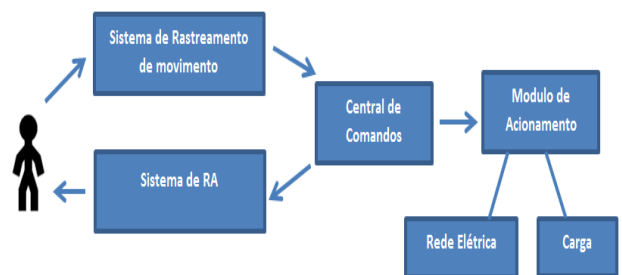 Sistema de Rastreamento
de movimento
Central de
Comandos
Modulo de
Acionamento
Sistema de RA
Rede Elétrica
Carga